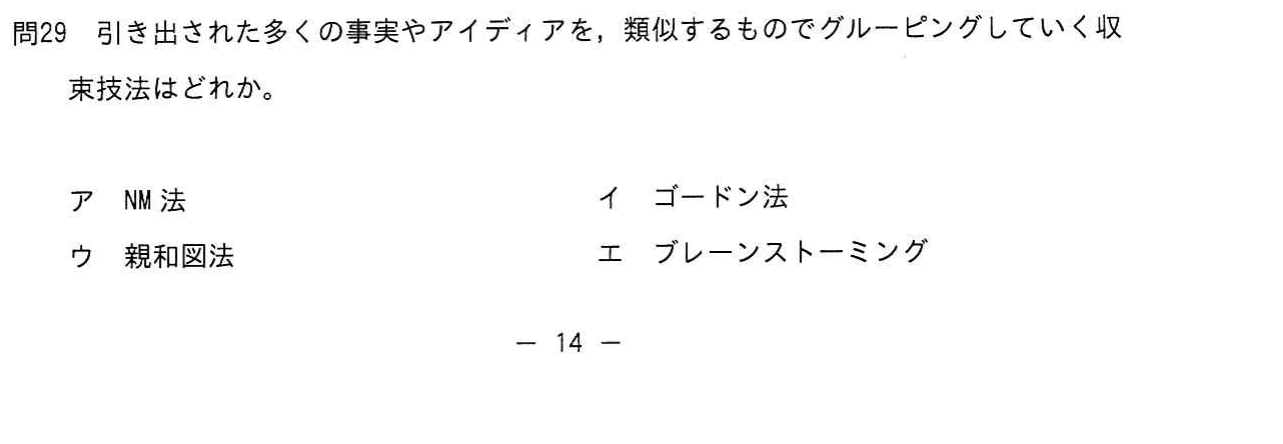 問29　引き出された多くの事実やアイディアを，類似するものでグルーピングしていく収
束技法はどれか。
ア　NM 法　イ　ゴードン法
ウ　親和図法　エ　ブレーンストーミング
－ 14 －